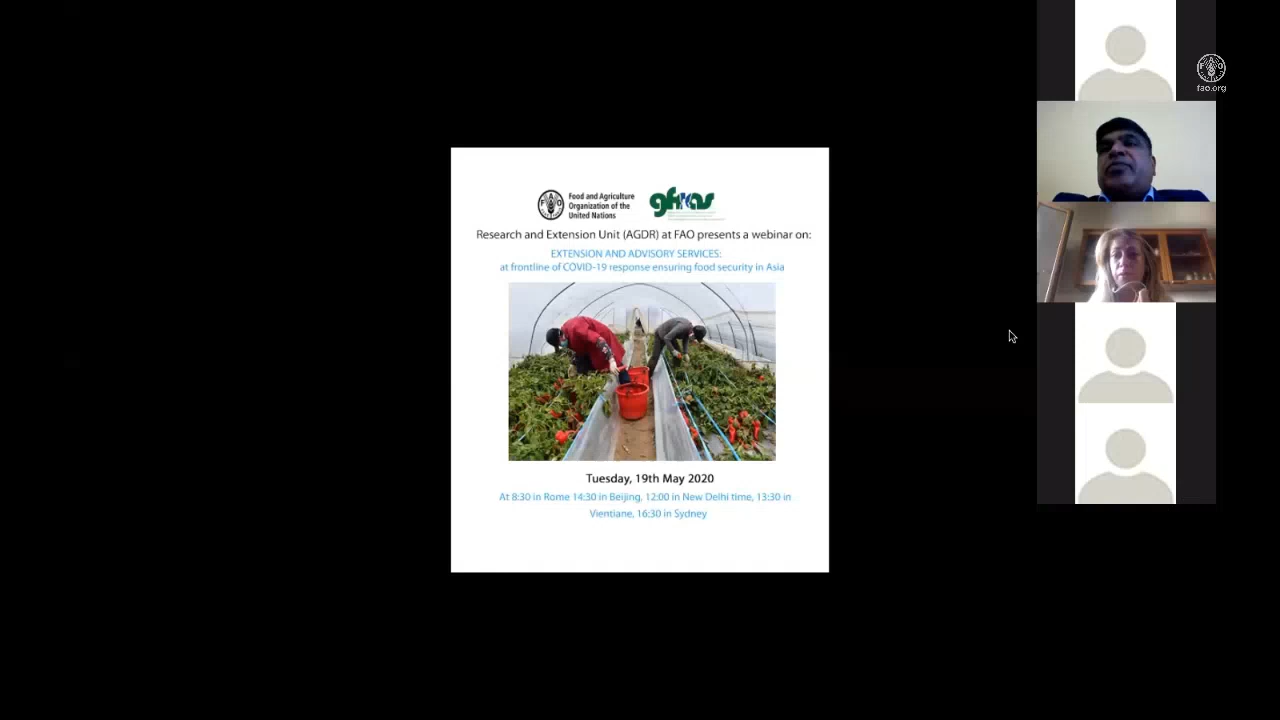 F A O
fao.org
F A O
Food and Agriculture
Organization of the
United Nations
gfras
Research and Extension Unit (AGDR) at FAO presents a webinar on:
EXTENSION AND ADVISORY SERVICES:
at frontline of COVID-19 response ensuring food security in Asia
Tuesday, 19th May 2020
At 8:30 in Rome 14:30 in Beijing, 12:00 in New Delhi time, 13:30 in
Vientiane, 16:30 in Sydney